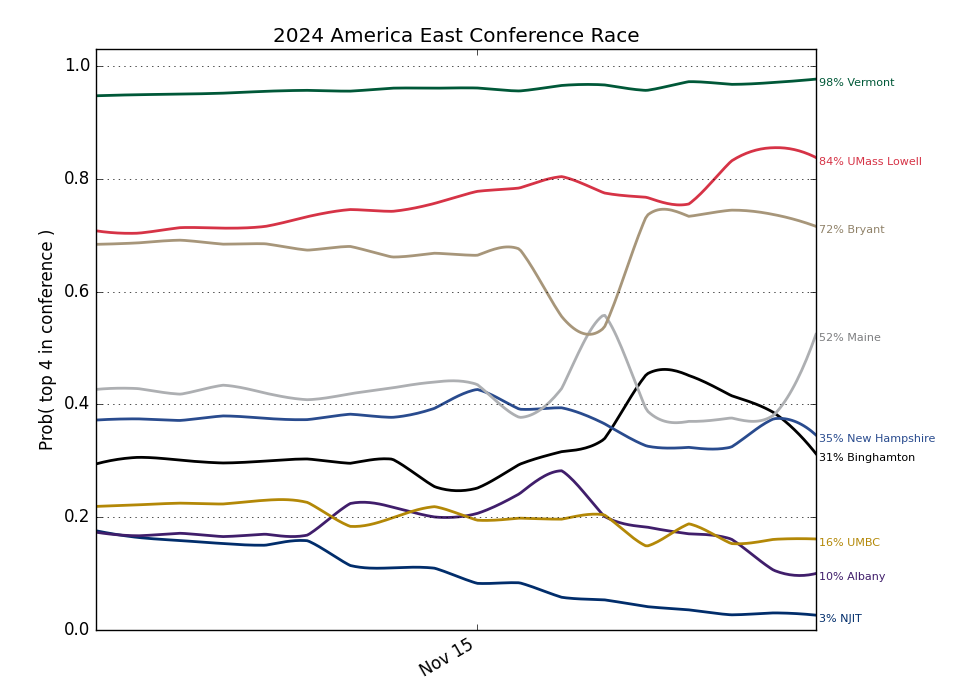 2024 America East Conference Race
Prob( top 4 in conference )
1.0
0.8
0.6
0.4
0.2
0.0
Nov 15
98% Vermont
84% UMass Lowell
72% Bryant
52% Maine
35% New Hampshire
31% Binghamton
16% UMBC
10% Albany
3% NJIT